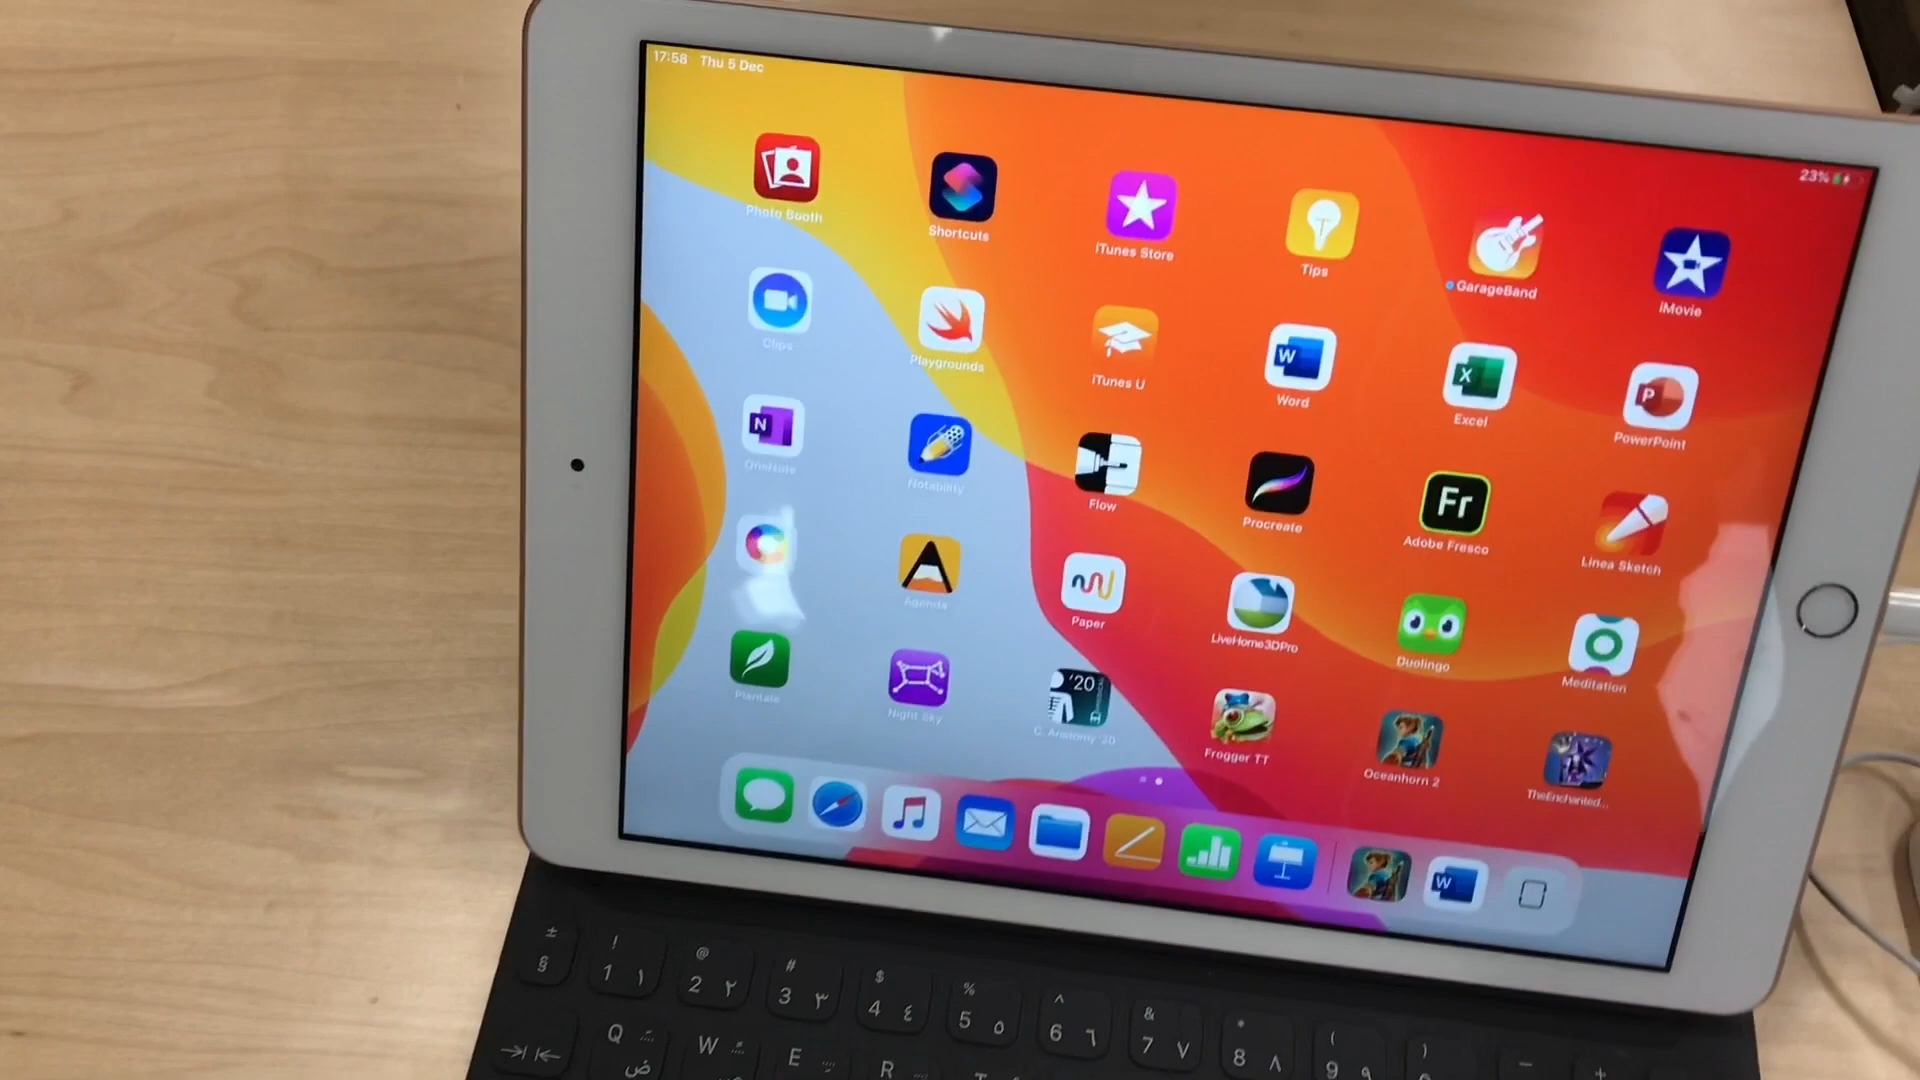 17:58 Thu 5 Dec
23%
Photo Booth
Shortcuts
iTunes Store
Tips
GarageBand
iMovie
Clips
Playgrounds
iTunes U
Word
Excel
PowerPoint
OneNote
Notability
Flow
Procreate
Adobe Fresco
Linea Sketch
Fr
Agenda
Paper
LiveHome3DPro
Duolingo
Meditation
Plantale
Night Sky
C. Anatomy '20
Frogger TT
Oceanhorn 2
TheEnchanted...
'20
W
X
P
N
W
± ! @ # $ % ^ & * ( ) − +
§ 1 ١ 2 ٢ 3 ٣ 4 ٤ 5 ٥ 6 ٦ 7 ٧ 8 ٨ 9 ٩
Q ض W E R